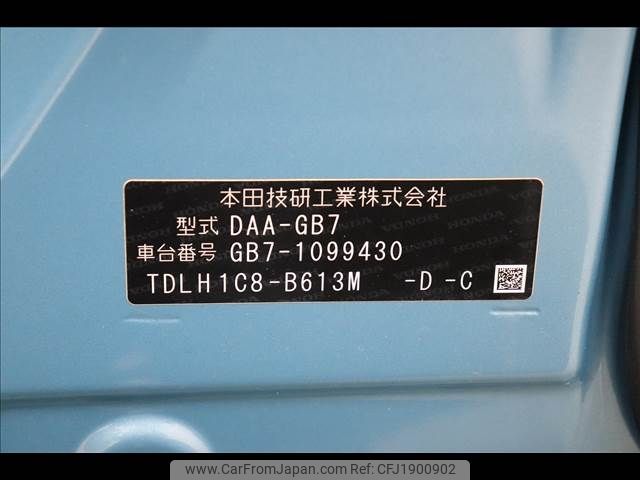 本田技研工業株式会社
型式 DAA-GB7
車台番号 GB7-1099430
TDLH1C8-B613M -D -C
www.CarFromJapan.com CFJ1900902